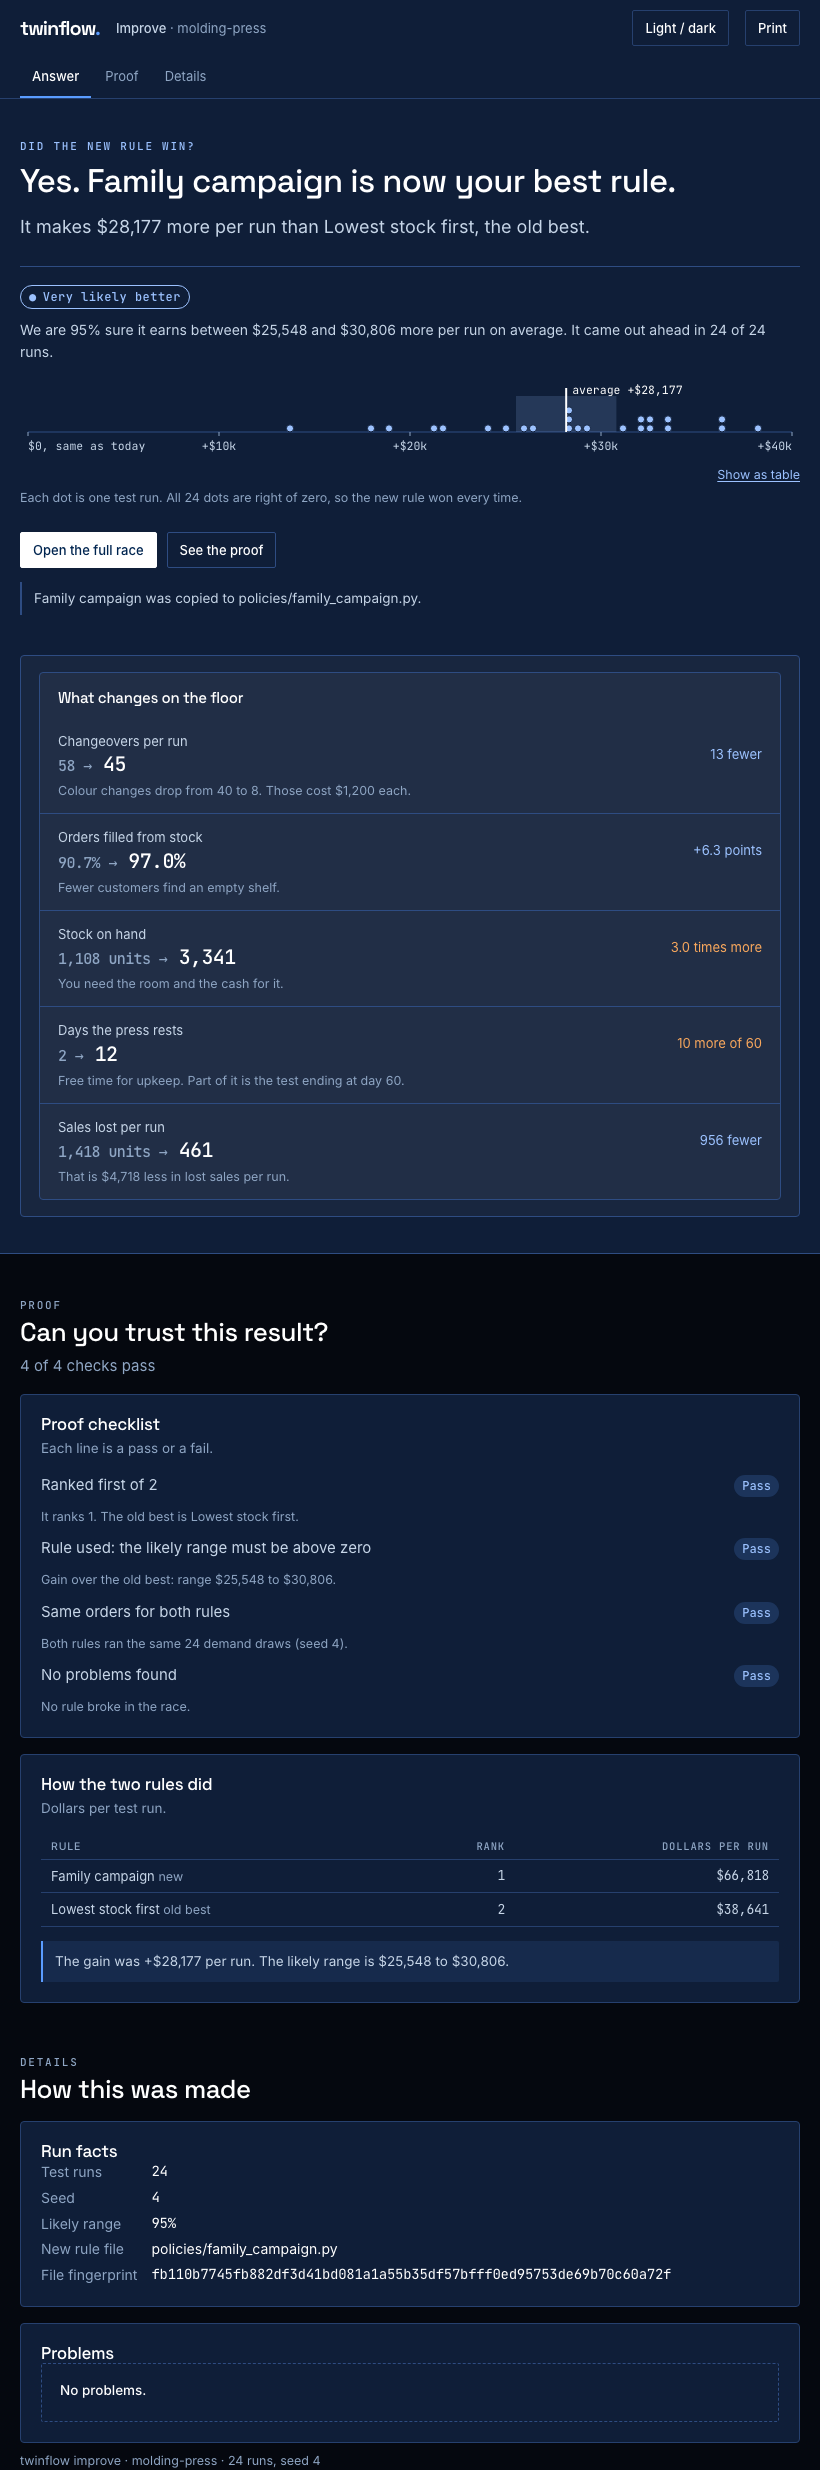 twinflow. Improve · molding-press Light / dark Print
Answer Proof Details
DID THE NEW RULE WIN?
Yes. Family campaign is now your best rule.
It makes $28,177 more per run than Lowest stock first, the old best.
● Very likely better
We are 95% sure it earns between $25,548 and $30,806 more per run on average. It came out ahead in 24 of 24
runs.
average +$28,177
$0, same as today +$10k +$20k +$30k +$40k
Show as table
Each dot is one test run. All 24 dots are right of zero, so the new rule won every time.
Open the full race See the proof
Family campaign was copied to policies/family_campaign.py.
What changes on the floor
Changeovers per run
58 → 45
13 fewer
Colour changes drop from 40 to 8. Those cost $1,200 each.
Orders filled from stock
90.7% → 97.0%
+6.3 points
Fewer customers find an empty shelf.
Stock on hand
1,108 units → 3,341
3.0 times more
You need the room and the cash for it.
Days the press rests
2 → 12
10 more of 60
Free time for upkeep. Part of it is the test ending at day 60.
Sales lost per run
1,418 units → 461
956 fewer
That is $4,718 less in lost sales per run.
PROOF
Can you trust this result?
4 of 4 checks pass
Proof checklist
Each line is a pass or a fail.
Ranked first of 2 Pass
It ranks 1. The old best is Lowest stock first.
Rule used: the likely range must be above zero Pass
Gain over the old best: range $25,548 to $30,806.
Same orders for both rules Pass
Both rules ran the same 24 demand draws (seed 4).
No problems found Pass
No rule broke in the race.
How the two rules did
Dollars per test run.
RULE RANK DOLLARS PER RUN
Family campaign new 1 $66,818
Lowest stock first old best 2 $38,641
The gain was +$28,177 per run. The likely range is $25,548 to $30,806.
DETAILS
How this was made
Run facts
Test runs 24
Seed 4
Likely range 95%
New rule file policies/family_campaign.py
File fingerprint fb110b7745fb882df3d41bd081a1a55b35df57bfff0ed95753de69b70c60a72f
Problems
No problems.
twinflow improve · molding-press · 24 runs, seed 4